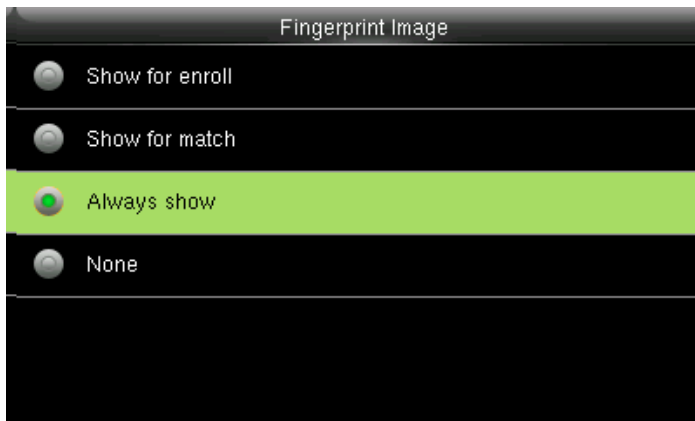 Fingerprint Image
Show for enroll
Show for match
Always show
None